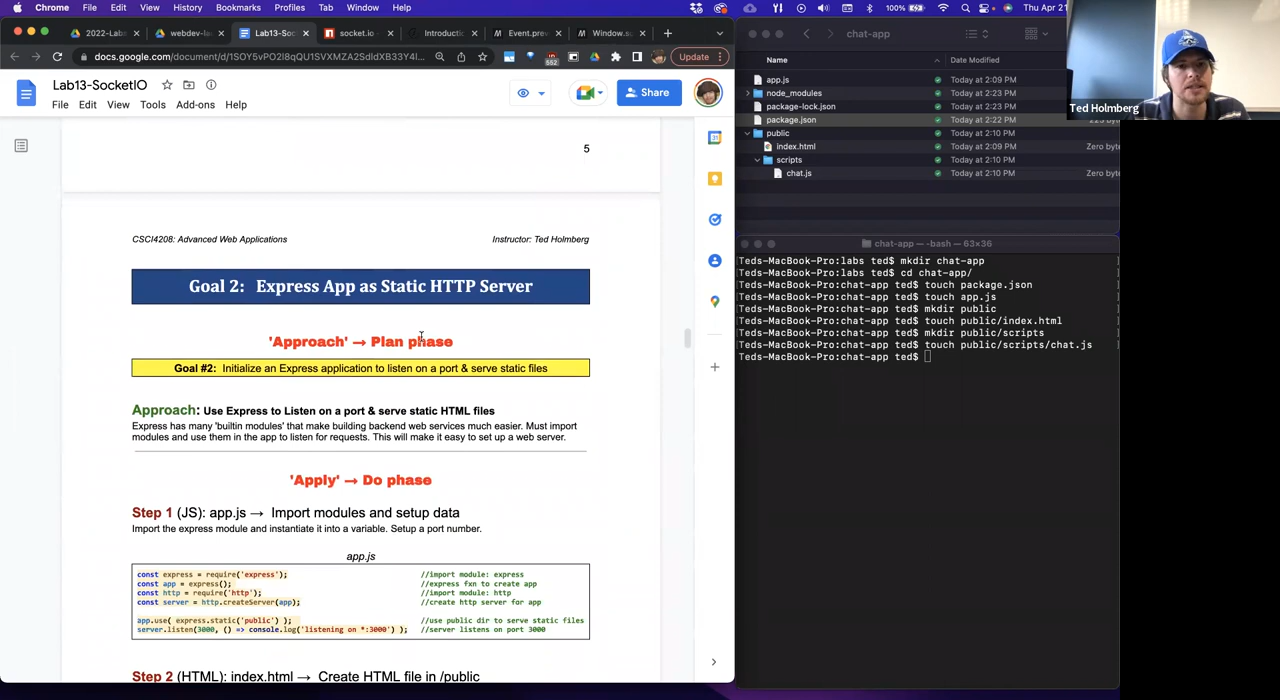 Chrome File Edit View History Bookmarks Profiles Tab Window Help 100% Thu Apr 21
2022-Labs webdev-la Lab13-Soc socket.io - Introductio Event.prev Window.s
docs.google.com/document/d/1SOY5vPO2I8qQU1SVXMZA2SdIdXB33Y4I... 552 Update
Lab13-SocketIO
File Edit View Tools Add-ons Help
Share
5
CSCI4208: Advanced Web Applications Instructor: Ted Holmberg
Goal 2: Express App as Static HTTP Server
'Approach' → Plan phase
Goal #2: Initialize an Express application to listen on a port & serve static files
Approach: Use Express to Listen on a port & serve static HTML files
Express has many 'builtin modules' that make building backend web services much easier. Must import
modules and use them in the app to listen for requests. This will make it easy to set up a web server.
'Apply' → Do phase
Step 1 (JS): app.js → Import modules and setup data
Import the express module and instantiate it into a variable. Setup a port number.
app.js
const express = require('express'); //import module: express
const app = express(); //express fxn to create app
const http = require('http'); //import module: http
const server = http.createServer(app); //create http server for app
app.use( express.static('public') ); //use public dir to serve static files
server.listen(3000, () => console.log('listening on *:3000') ); //server listens on port 3000
Step 2 (HTML): index.html → Create HTML file in /public
chat-app
Name Date Modified
app.js Today at 2:09 PM
node_modules Today at 2:23 PM
package-lock.json Today at 2:23 PM
package.json Today at 2:22 PM
public Today at 2:10 PM
index.html Today at 2:09 PM Zero byt
scripts Today at 2:10 PM
chat.js Today at 2:10 PM Zero byt
Ted Holmberg
chat-app — -bash — 63×36
[Teds-MacBook-Pro:labs ted$ mkdir chat-app ]
[Teds-MacBook-Pro:labs ted$ cd chat-app/ ]
[Teds-MacBook-Pro:chat-app ted$ touch package.json ]
[Teds-MacBook-Pro:chat-app ted$ touch app.js ]
[Teds-MacBook-Pro:chat-app ted$ mkdir public ]
[Teds-MacBook-Pro:chat-app ted$ touch public/index.html ]
[Teds-MacBook-Pro:chat-app ted$ mkdir public/scripts ]
[Teds-MacBook-Pro:chat-app ted$ touch public/scripts/chat.js ]
Teds-MacBook-Pro:chat-app ted$